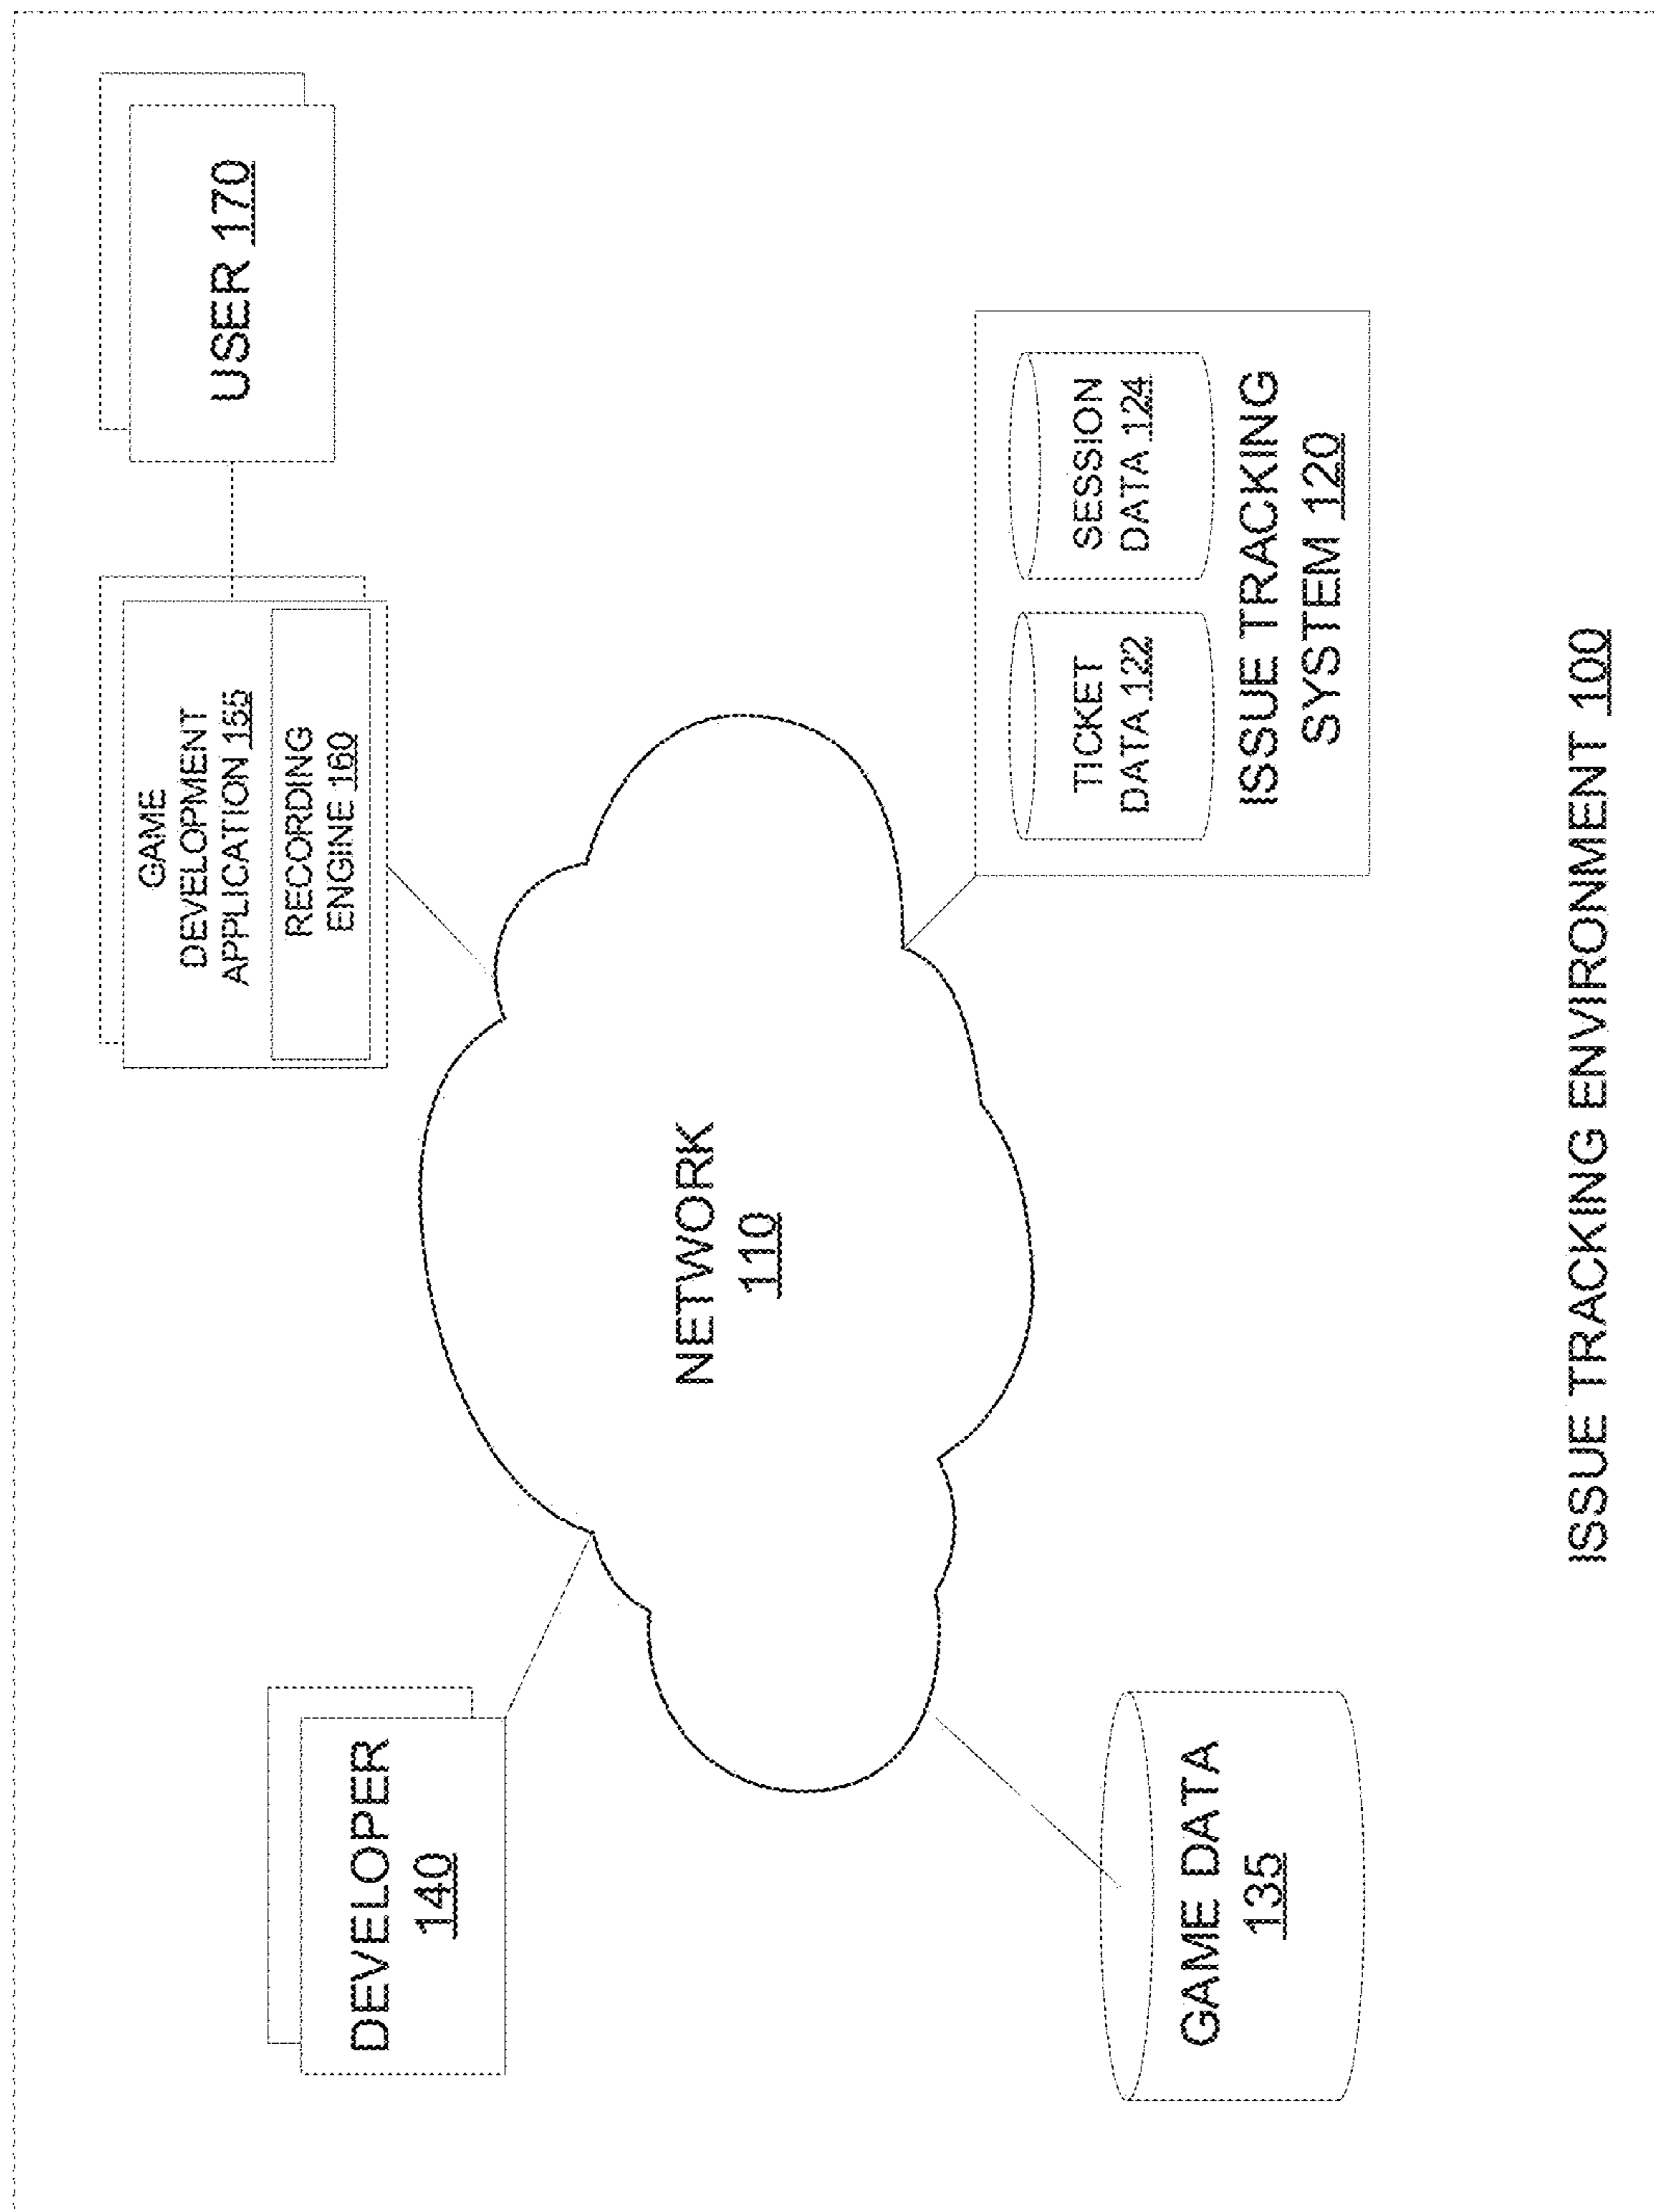 DEVELOPER
140
GAME
DEVELOPMENT
APPLICATION 155
RECORDING
ENGINE 160
USER 170
NETWORK
110
GAME DATA
135
TICKET
DATA 122
SESSION
DATA 124
ISSUE TRACKING
SYSTEM 120
ISSUE TRACKING ENVIRONMENT 100